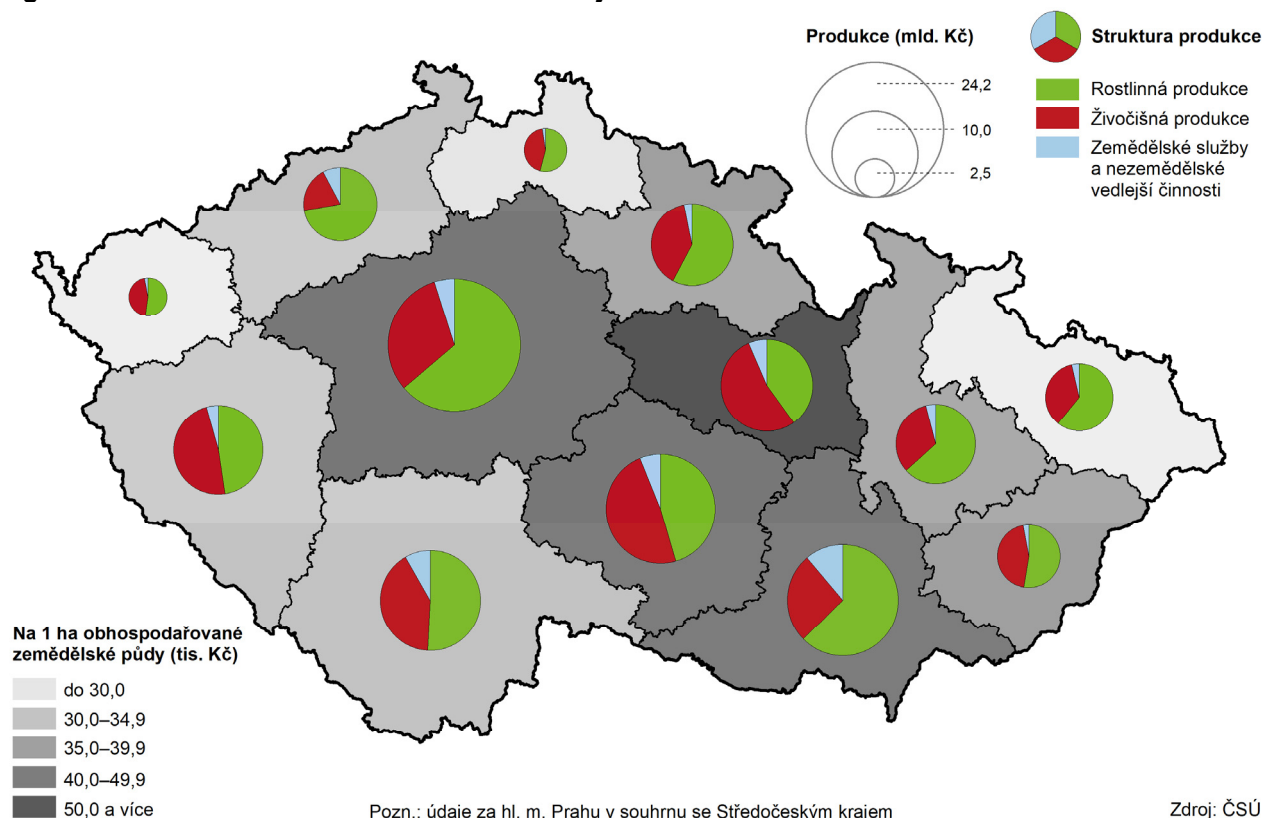 Produkce (mld. Kč)
24,2
10,0
2,5
Struktura produkce
Rostlinná produkce
Živočišná produkce
Zemědělské služby
a nezemědělské
vedlejší činnosti
Na 1 ha obhospodařované
zemědělské půdy (tis. Kč)
do 30,0
30,0–34,9
35,0–39,9
40,0–49,9
50,0 a více
Pozn.: údaje za hl. m. Prahu v souhrnu se Středočeským krajem
Zdroj: ČSÚ